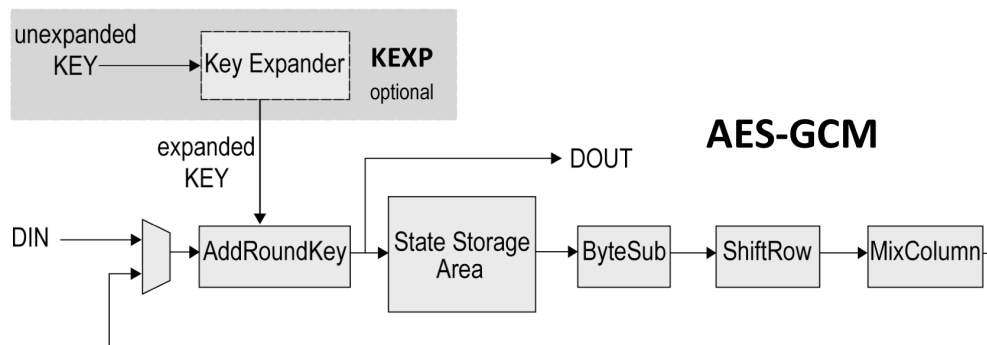 unexpanded
KEY
Key Expander
KEXP
optional
AES-GCM
expanded
KEY
DOUT
DIN
AddRoundKey
State Storage
Area
ByteSub
ShiftRow
MixColumn